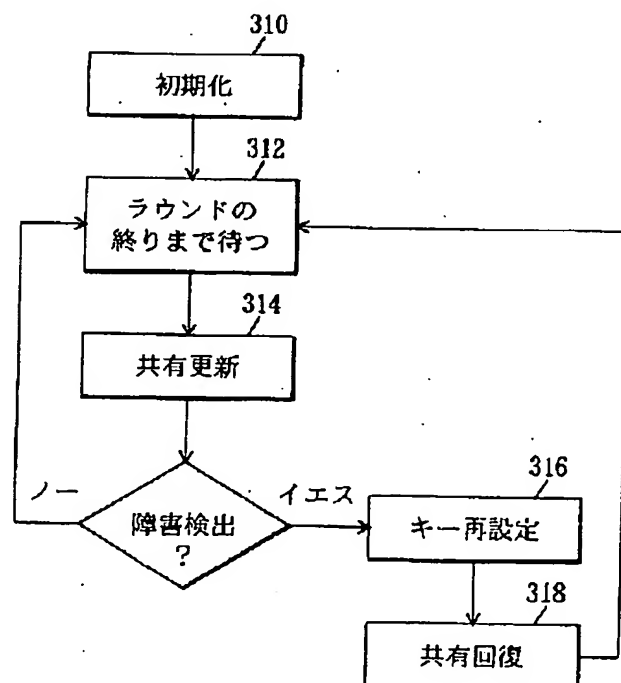 310
初期化
312
ラウンドの
終りまで待つ
314
共有更新
ノー
障害検出
?
イエス
316
キー再設定
318
共有回復